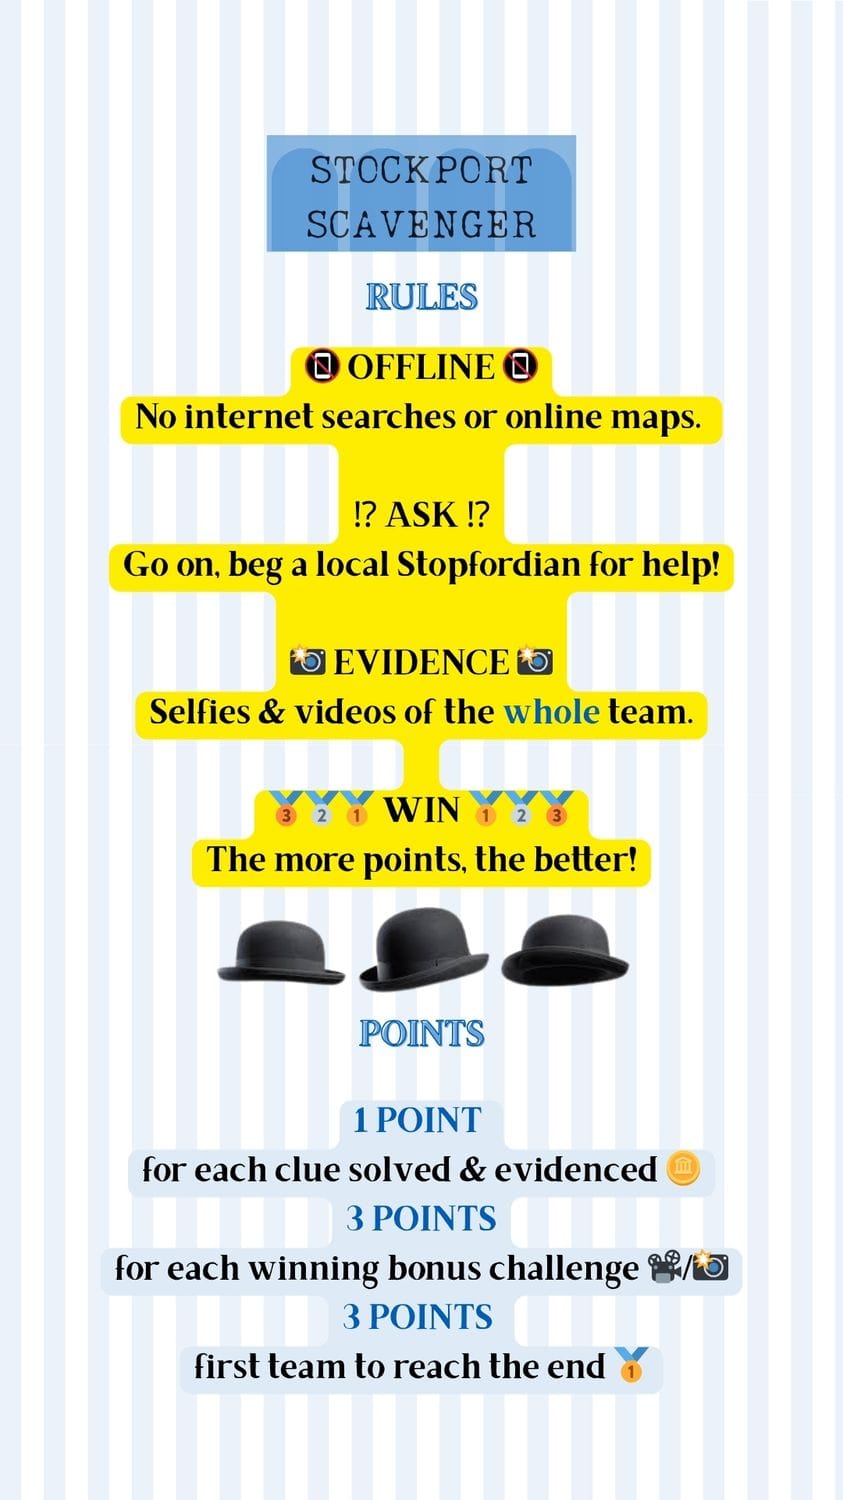 STOCKPORT
SCAVENGER
RULES
📵 OFFLINE 📵
No internet searches or online maps.
⁉ ASK ⁉
Go on, beg a local Stopfordian for help!
📸 EVIDENCE 📸
Selfies & videos of the whole team.
🥉🥈🥇 WIN 🥇🥈🥉
The more points, the better!
POINTS
1 POINT
for each clue solved & evidenced 🪙
3 POINTS
for each winning bonus challenge 🎥/📸
3 POINTS
first team to reach the end 🥇